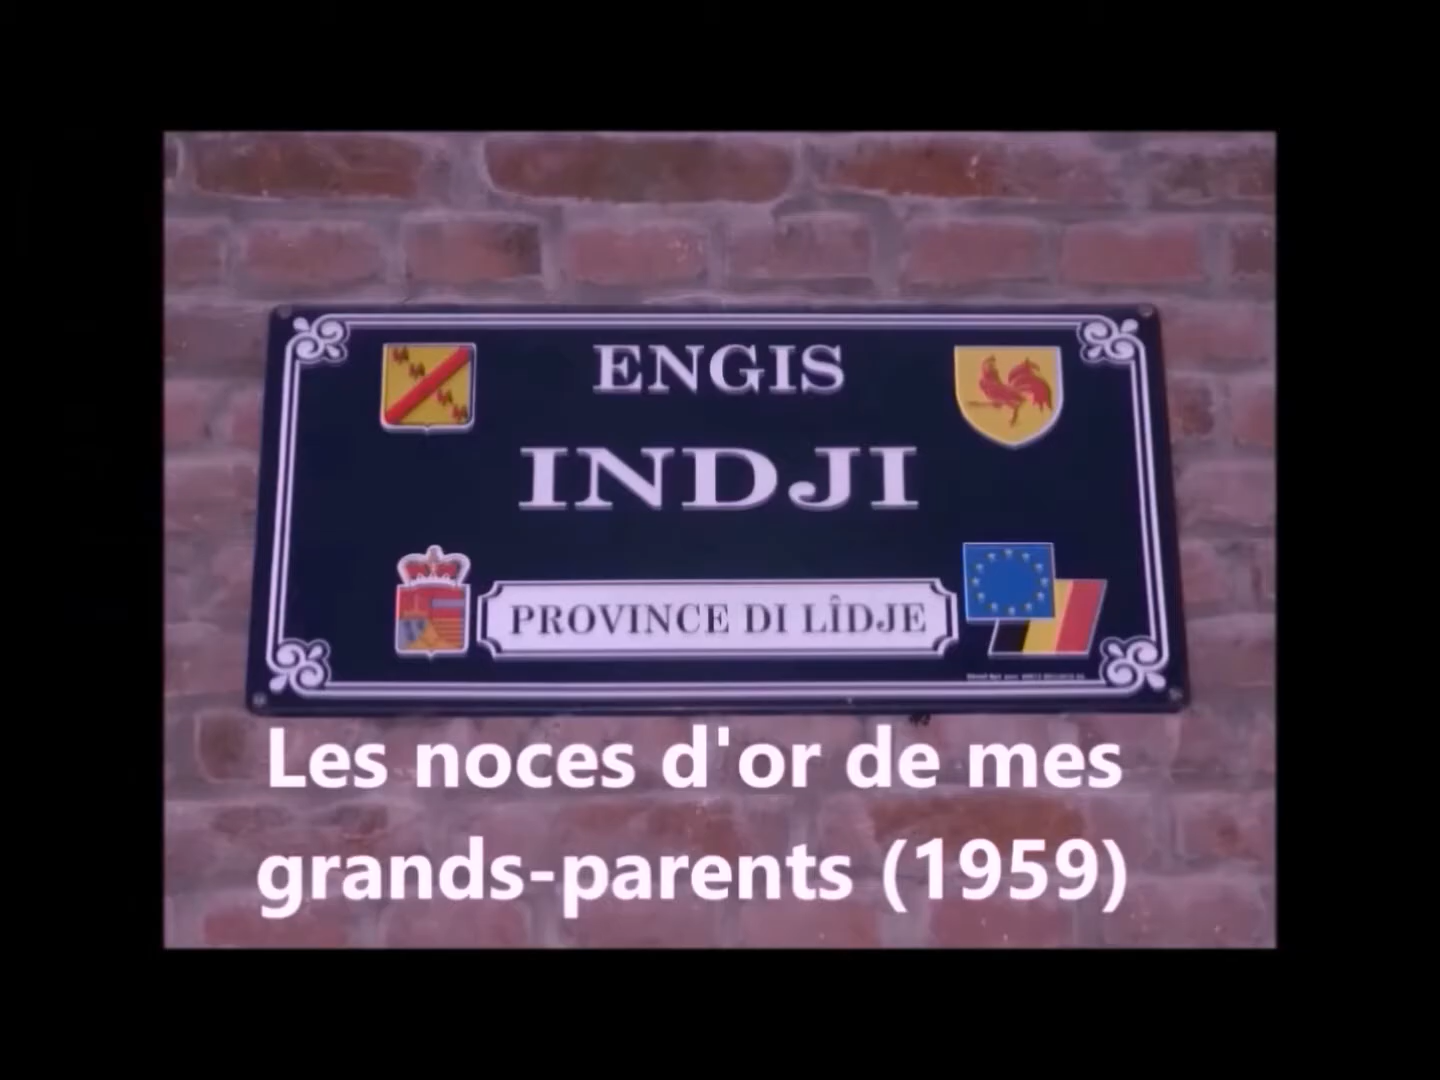 ENGIS
INDJI
PROVINCE DI LÎDJE
Les noces d'or de mes
grands-parents (1959)